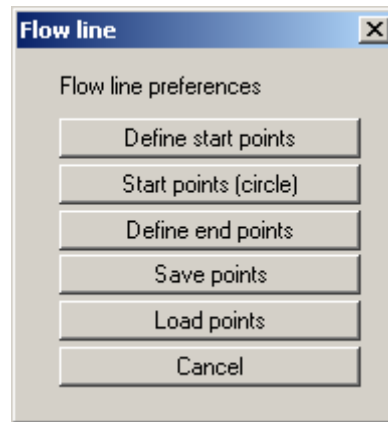 Flow line
Flow line preferences
Define start points
Start points (circle)
Define end points
Save points
Load points
Cancel